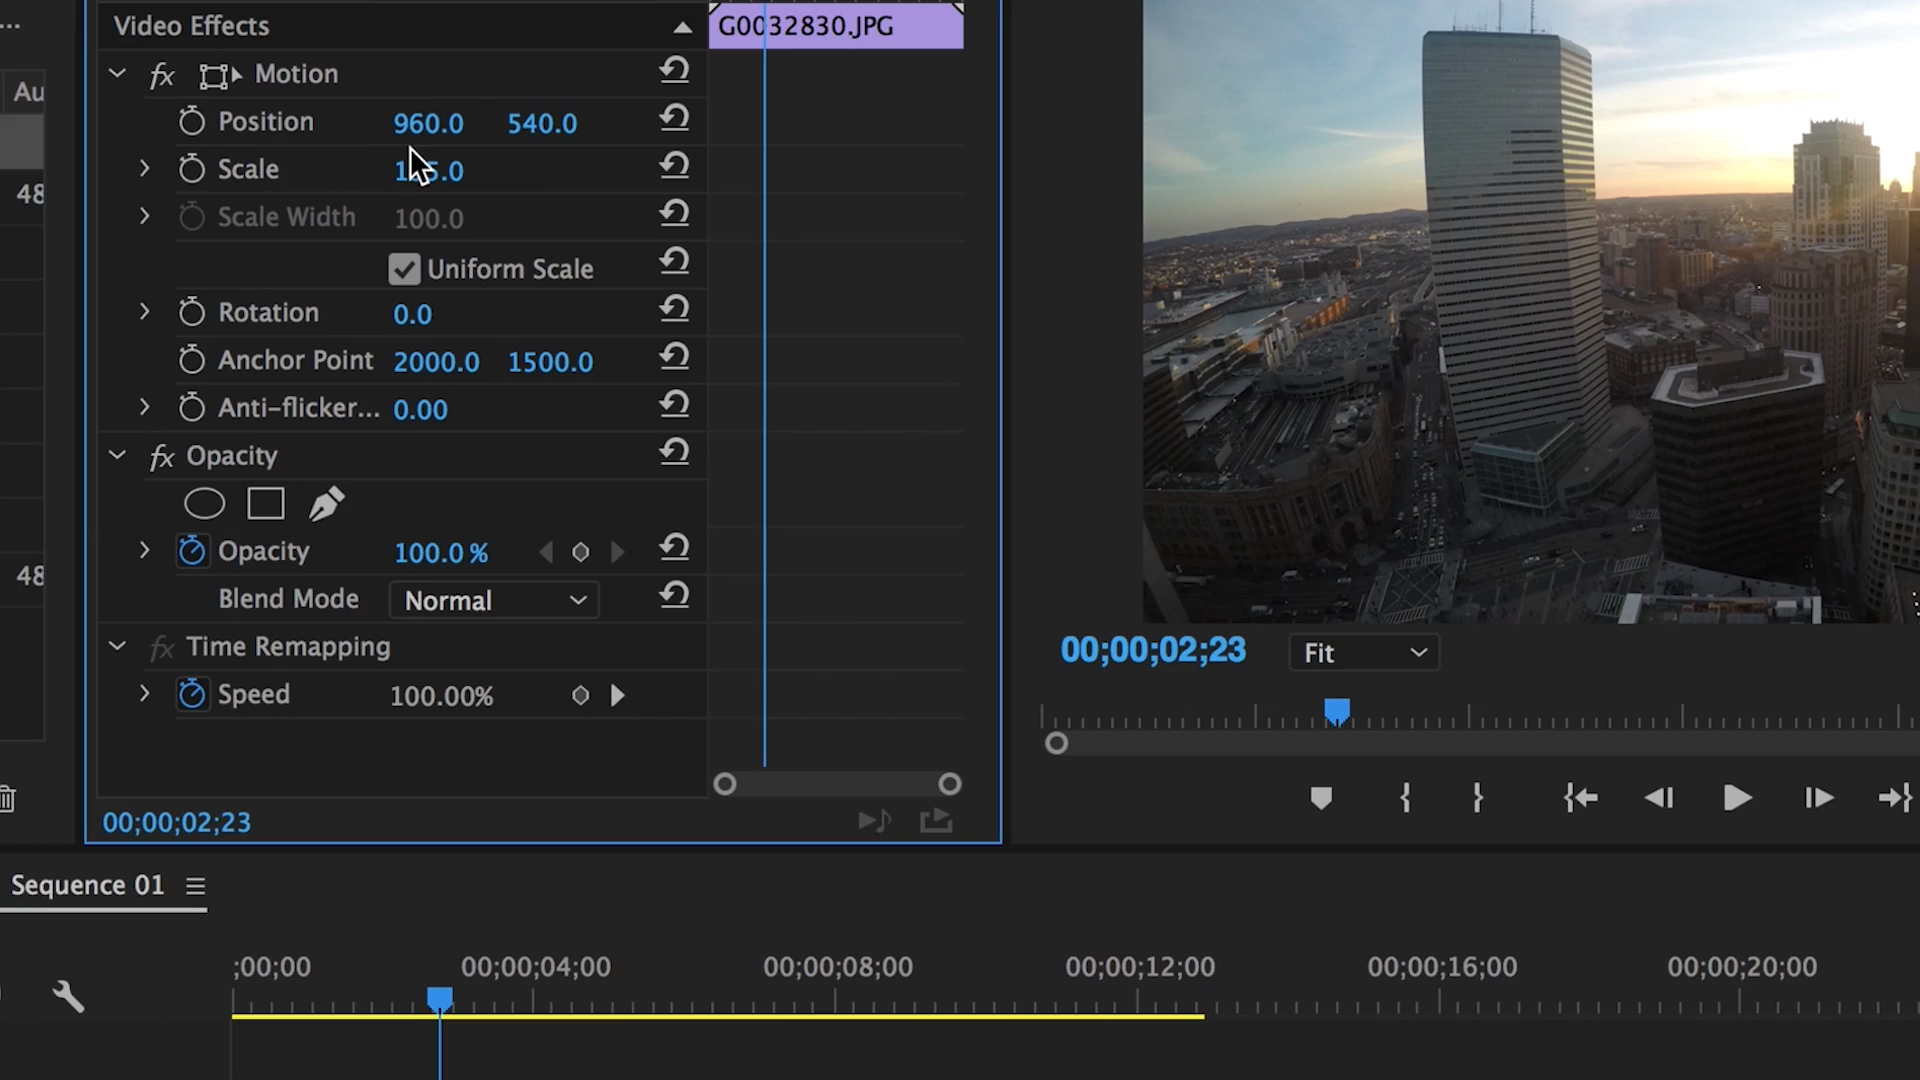 Video Effects
G0032830.JPG
fx Motion
Au
Position 960.0 540.0
Scale
48
Scale Width 100.0
Uniform Scale
Rotation 0.0
Anchor Point 2000.0 1500.0
Anti-flicker... 0.00
fx Opacity
Opacity 100.0 %
48
Blend Mode Normal
fx Time Remapping
00;00;02;23 Fit
Speed 100.00%
00;00;02;23
Sequence 01
;00;00 00;00;04;00 00;00;08;00 00;00;12;00 00;00;16;00 00;00;20;00